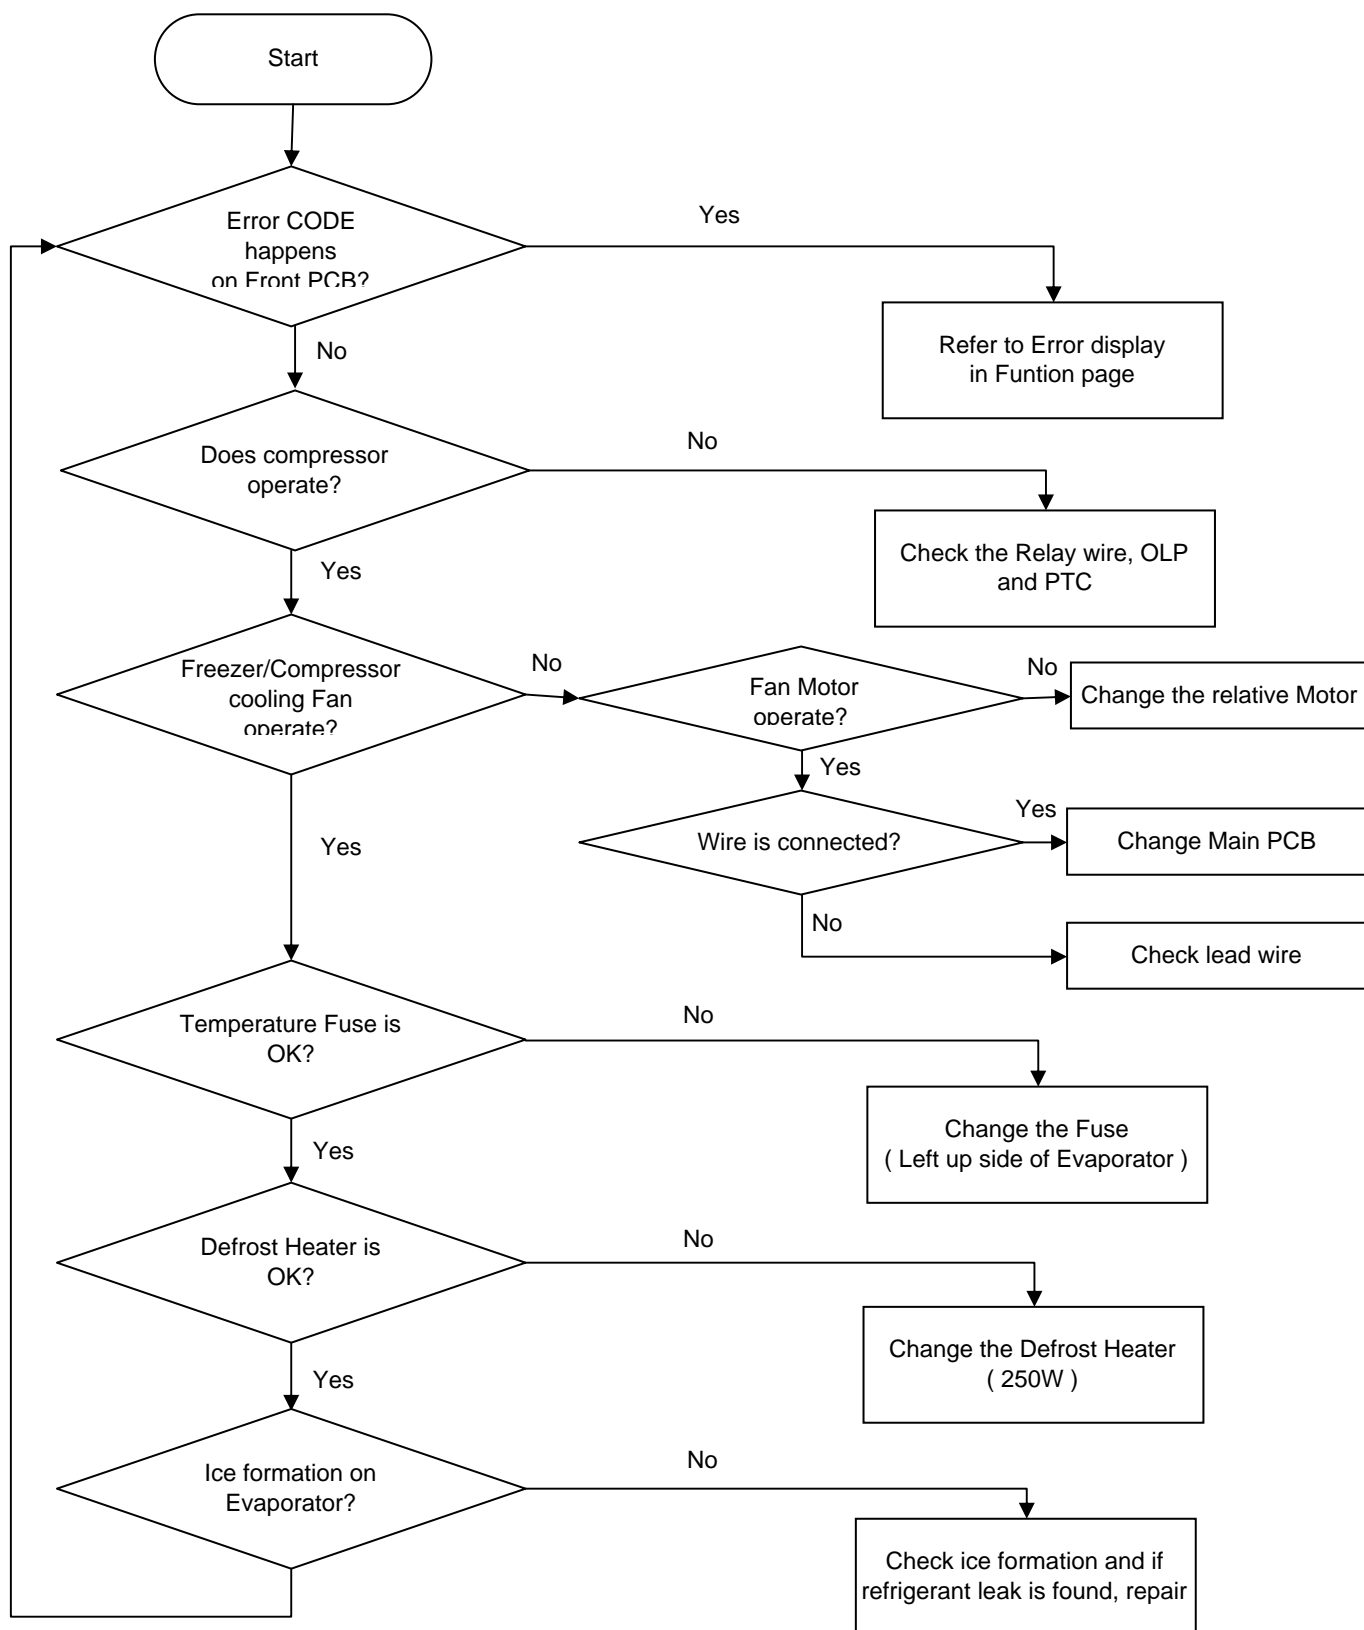 Start
Error CODE
happens
on Front PCB?
Yes
Refer to Error display
in Funtion page
No
Does compressor
operate?
No
Check the Relay wire, OLP
and PTC
Yes
Freezer/Compressor
cooling Fan
operate?
No
Fan Motor
operate?
No
Change the relative Motor
Yes
Wire is connected?
Yes
Change Main PCB
No
Check lead wire
Yes
Temperature Fuse is
OK?
No
Change the Fuse
( Left up side of Evaporator )
Yes
Defrost Heater is
OK?
No
Change the Defrost Heater
( 250W )
Yes
Ice formation on
Evaporator?
No
Check ice formation and if
refrigerant leak is found, repair